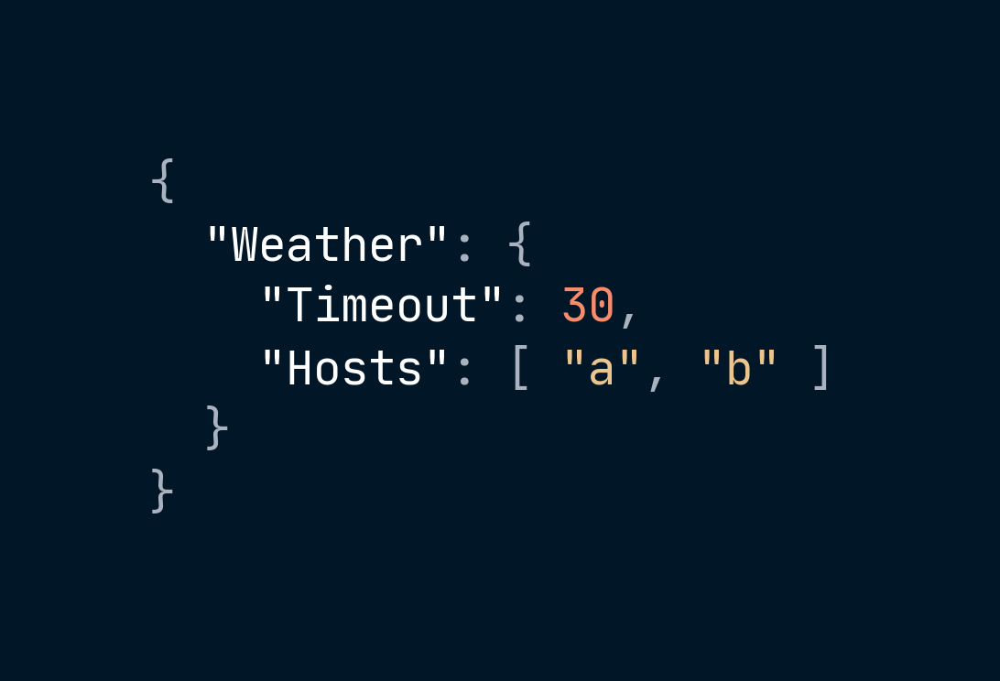 {
  "Weather": {
    "Timeout": 30,
    "Hosts": [ "a", "b" ]
  }
}